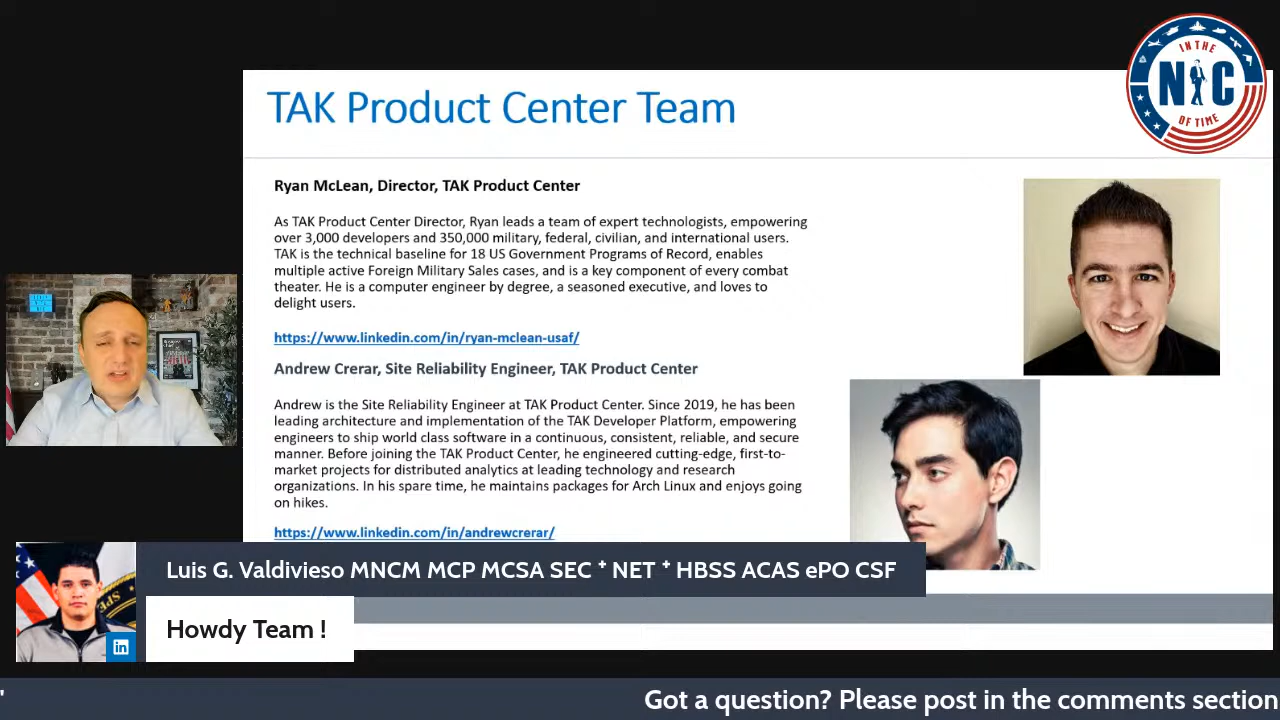 IN THE
NIC
OF TIME
TAK Product Center Team
Ryan McLean, Director, TAK Product Center
As TAK Product Center Director, Ryan leads a team of expert technologists, empowering
over 3,000 developers and 350,000 military, federal, civilian, and international users.
TAK is the technical baseline for 18 US Government Programs of Record, enables
multiple active Foreign Military Sales cases, and is a key component of every combat
theater. He is a computer engineer by degree, a seasoned executive, and loves to
delight users.
https://www.linkedin.com/in/ryan-mclean-usaf/
Andrew Crerar, Site Reliability Engineer, TAK Product Center
Andrew is the Site Reliability Engineer at TAK Product Center. Since 2019, he has been
leading architecture and implementation of the TAK Developer Platform, empowering
engineers to ship world class software in a continuous, consistent, reliable, and secure
manner. Before joining the TAK Product Center, he engineered cutting-edge, first-to-
market projects for distributed analytics at leading technology and research
organizations. In his spare time, he maintains packages for Arch Linux and enjoys going
on hikes.
https://www.linkedin.com/in/andrewcrerar/
Luis G. Valdivieso MNCM MCP MCSA SEC + NET + HBSS ACAS ePO CSF
in
Howdy Team !
Got a question? Please post in the comments section